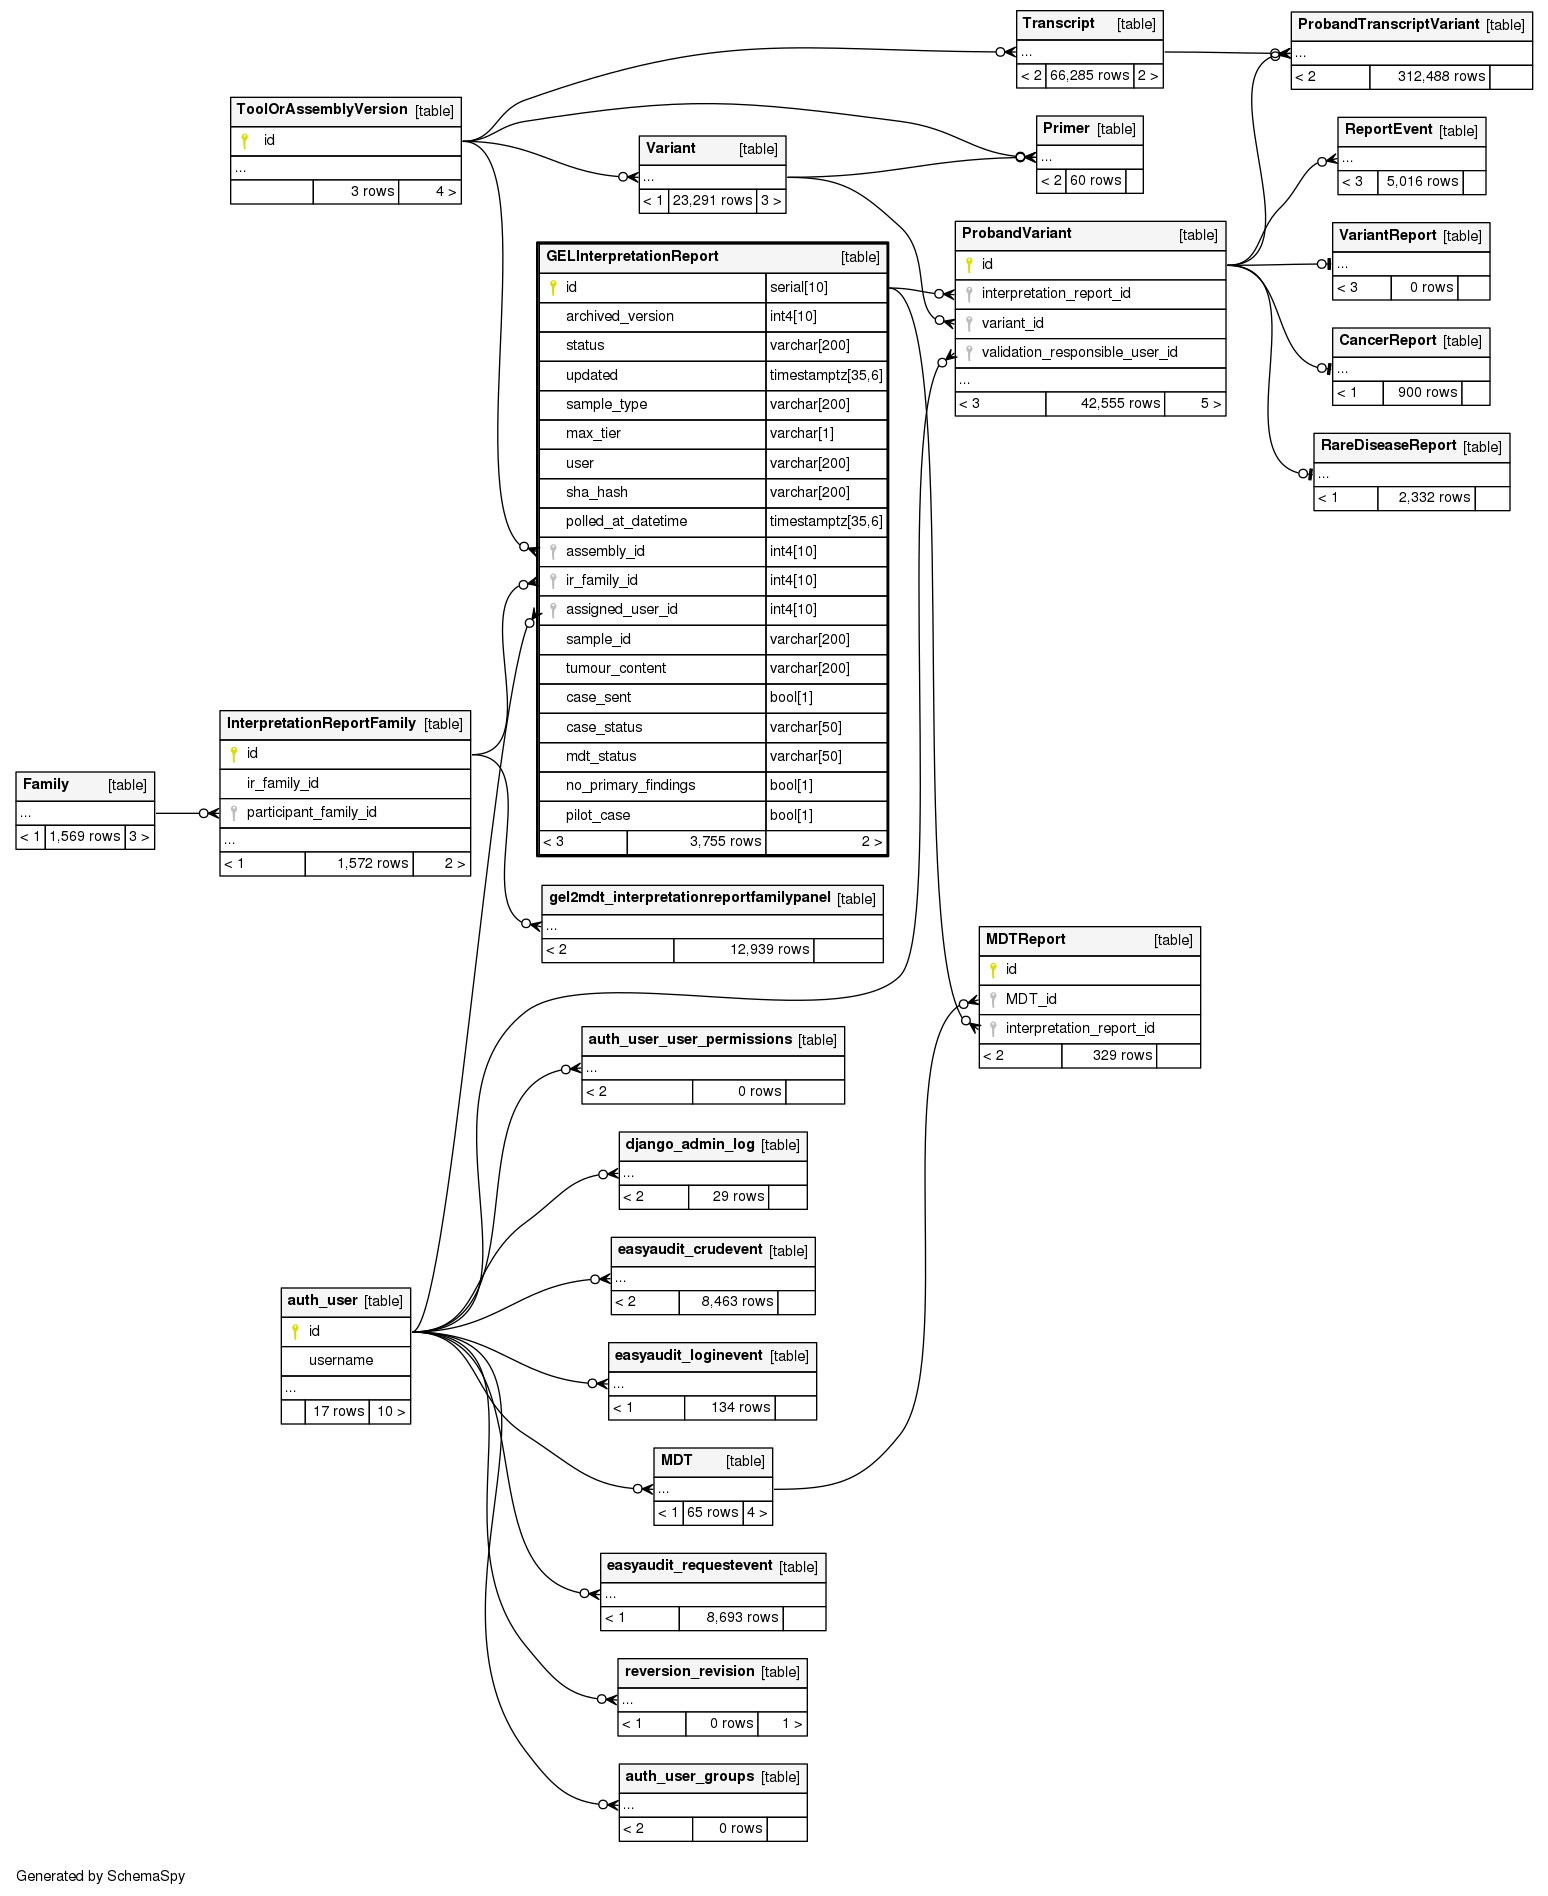 Transcript [table]
...
< 2 66,285 rows 2 >
ProbandTranscriptVariant [table]
...
< 2 312,488 rows
ToolOrAssemblyVersion [table]
id
...
3 rows 4 >
Variant [table]
...
< 1 23,291 rows 3 >
Primer [table]
...
< 2 60 rows
ReportEvent [table]
...
< 3 5,016 rows
ProbandVariant [table]
id
interpretation_report_id
variant_id
validation_responsible_user_id
...
< 3 42,555 rows 5 >
VariantReport [table]
...
< 3 0 rows
CancerReport [table]
...
< 1 900 rows
RareDiseaseReport [table]
...
< 1 2,332 rows
GELInterpretationReport [table]
id serial[10]
archived_version int4[10]
status varchar[200]
updated timestamptz[35,6]
sample_type varchar[200]
max_tier varchar[1]
user varchar[200]
sha_hash varchar[200]
polled_at_datetime timestamptz[35,6]
assembly_id int4[10]
ir_family_id int4[10]
assigned_user_id int4[10]
sample_id varchar[200]
tumour_content varchar[200]
case_sent bool[1]
case_status varchar[50]
mdt_status varchar[50]
no_primary_findings bool[1]
pilot_case bool[1]
< 3 3,755 rows 2 >
InterpretationReportFamily [table]
id
ir_family_id
participant_family_id
...
< 1 1,572 rows 2 >
Family [table]
...
< 1 1,569 rows 3 >
gel2mdt_interpretationreportfamilypanel [table]
...
< 2 12,939 rows
MDTReport [table]
id
MDT_id
interpretation_report_id
< 2 329 rows
auth_user_user_permissions [table]
...
< 2 0 rows
django_admin_log [table]
...
< 2 29 rows
easyaudit_crudevent [table]
...
< 2 8,463 rows
auth_user [table]
id
username
...
17 rows 10 >
easyaudit_loginevent [table]
...
< 1 134 rows
MDT [table]
...
< 1 65 rows 4 >
easyaudit_requestevent [table]
...
< 1 8,693 rows
reversion_revision [table]
...
< 1 0 rows 1 >
auth_user_groups [table]
...
< 2 0 rows
Generated by SchemaSpy